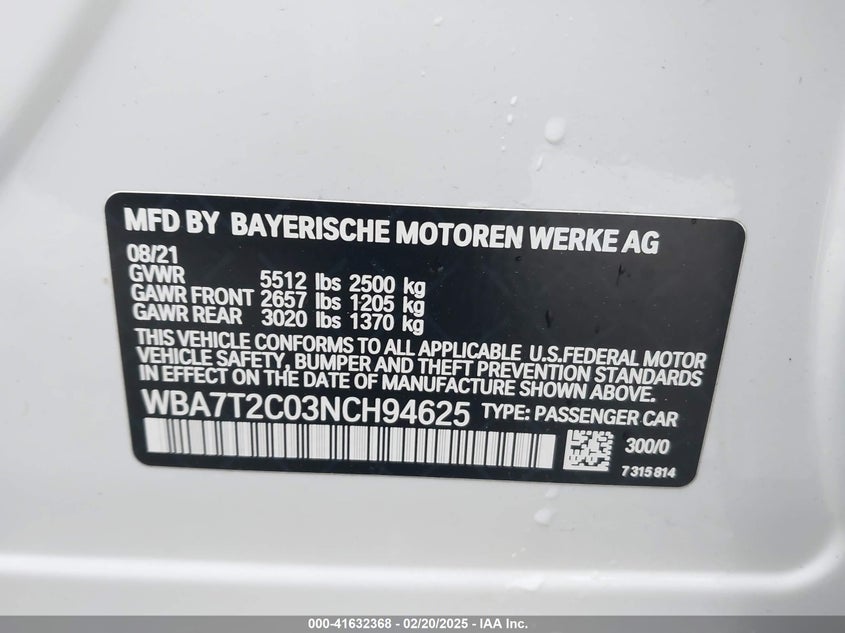 MFD BY BAYERISCHE MOTOREN WERKE AG
08/21
GVWR 5512 lbs 2500 kg
GAWR FRONT 2657 lbs 1205 kg
GAWR REAR 3020 lbs 1370 kg
THIS VEHICLE CONFORMS TO ALL APPLICABLE U.S.FEDERAL MOTOR
VEHICLE SAFETY, BUMPER AND THEFT PREVENTION STANDARDS
IN EFFECT ON THE DATE OF MANUFACTURE SHOWN ABOVE.
WBA7T2C03NCH94625 TYPE: PASSENGER CAR
300/0
7315814
000-41632368 — 02/20/2025 — IAA Inc.